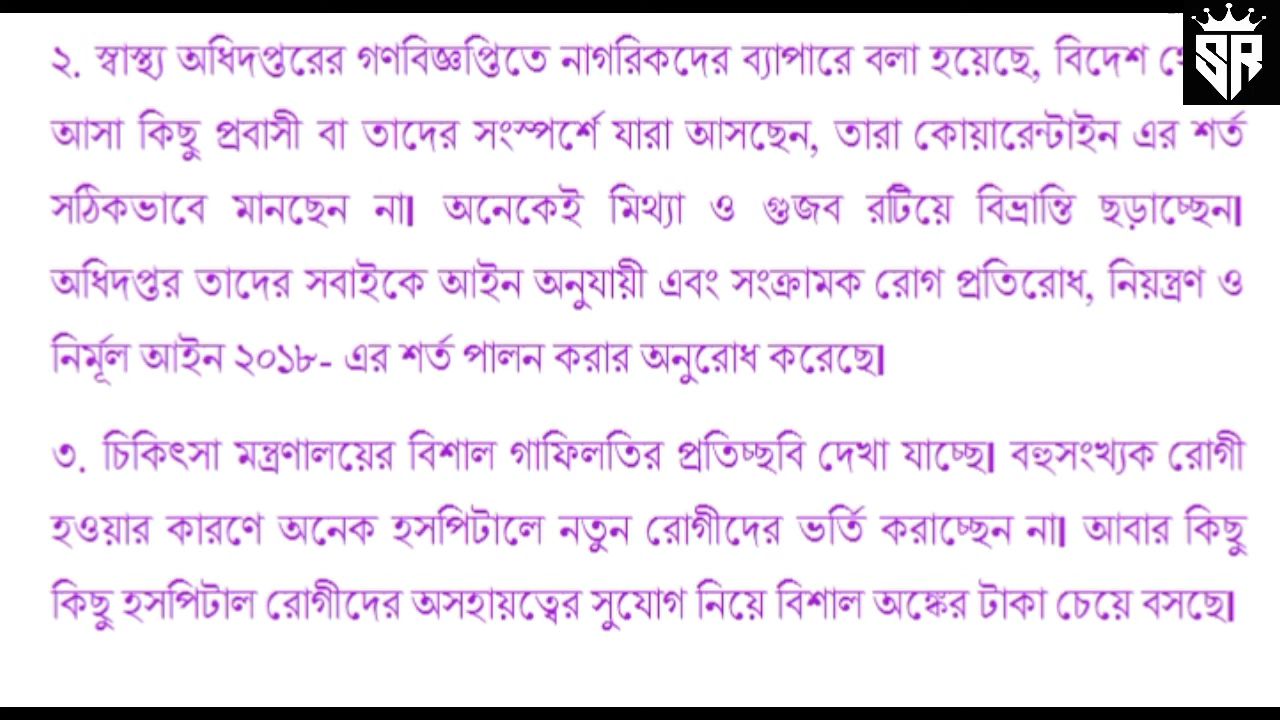 ২. স্বাস্থ্য অধিদপ্তরের গণবিজ্ঞপ্তিতে নাগরিকদের ব্যাপারে বলা হয়েছে, বিদেশ
SR
আসা কিছু প্রবাসী বা তাদের সংস্পর্শে যারা আসছেন, তারা কোয়ারেন্টাইন এর শর্ত
সঠিকভাবে মানছেন না। অনেকেই মিথ্যা ও গুজব রটিয়ে বিভ্রান্তি ছড়াচ্ছেন।
অধিদপ্তর তাদের সবাইকে আইন অনুযায়ী এবং সংক্রামক রোগ প্রতিরোধ, নিয়ন্ত্রণ ও
নির্মূল আইন ২০১৮- এর শর্ত পালন করার অনুরোধ করেছে।
৩. চিকিৎসা মন্ত্রণালয়ের বিশাল গাফিলতির প্রতিচ্ছবি দেখা যাচ্ছে। বহুসংখ্যক রোগী
হওয়ার কারণে অনেক হসপিটালে নতুন রোগীদের ভর্তি করাচ্ছেন না। আবার কিছু
কিছু হসপিটাল রোগীদের অসহায়ত্বের সুযোগ নিয়ে বিশাল অঙ্কের টাকা চেয়ে বসছে।